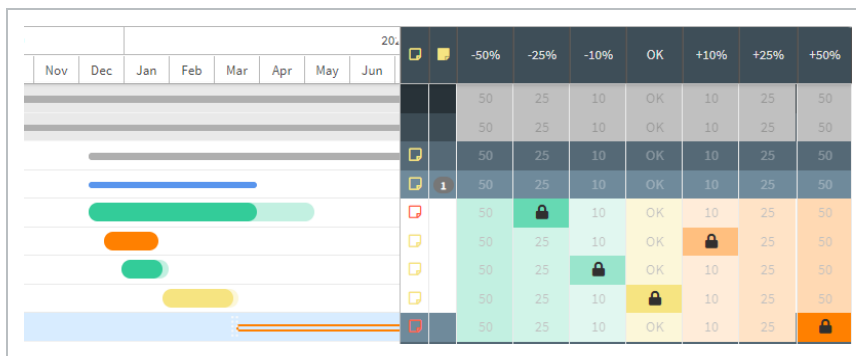 202
-50% -25% -10% OK +10% +25% +50%
Nov Dec Jan Feb Mar Apr May Jun
50 25 10 OK 10 25 50
50 25 10 OK 10 25 50
50 25 10 OK 10 25 50
1 50 25 10 OK 10 25 50
50 10 OK 10 25 50
50 25 10 OK 25 50
50 25 OK 10 25 50
50 25 10 10 25 50
50 25 10 OK 10 25